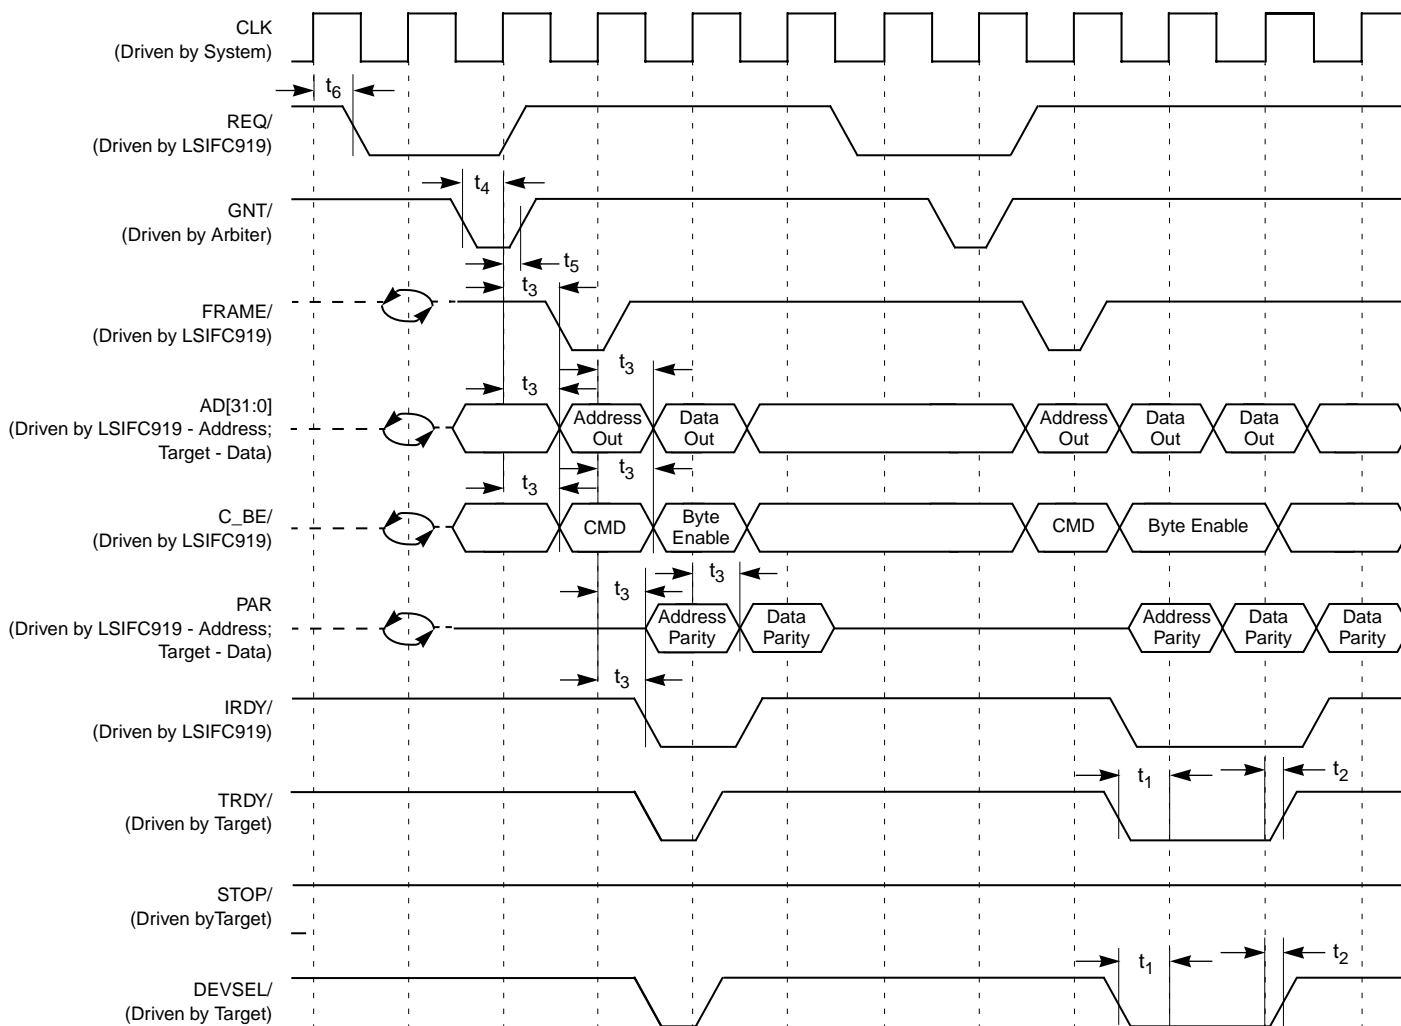 CLK
(Driven by System)
t6
REQ/
(Driven by LSIFC919)
t4
GNT/
(Driven by Arbiter)
t5
t3
FRAME/
(Driven by LSIFC919)
t3
t3
AD[31:0]
(Driven by LSIFC919 - Address;
Target - Data)
Address
Out
Data
Out
Address
Out
Data
Out
Data
Out
t3
t3
C_BE/
(Driven by LSIFC919)
CMD
Byte
Enable
CMD
Byte Enable
t3
t3
PAR
(Driven by LSIFC919 - Address;
Target - Data)
Address
Parity
Data
Parity
Address
Parity
Data
Parity
Data
Parity
t3
IRDY/
(Driven by LSIFC919)
t1
t2
TRDY/
(Driven by Target)
STOP/
(Driven byTarget)
t1
t2
DEVSEL/
(Driven by Target)